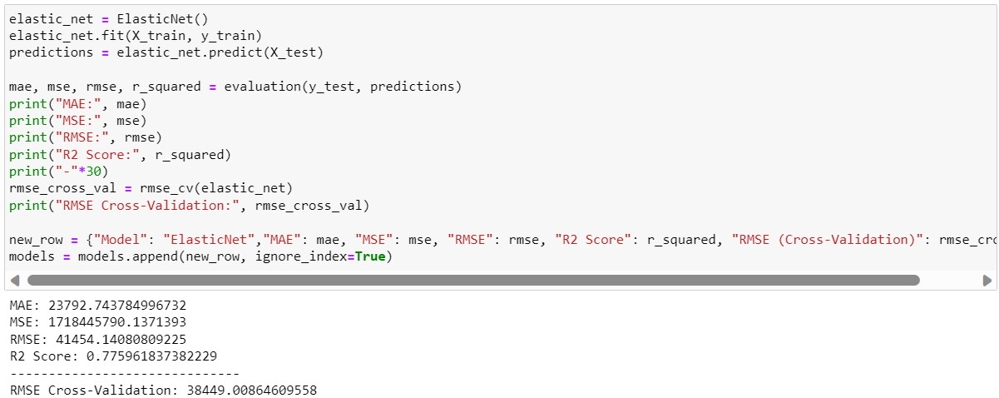 elastic_net = ElasticNet()
elastic_net.fit(X_train, y_train)
predictions = elastic_net.predict(X_test)
mae, mse, rmse, r_squared = evaluation(y_test, predictions)
print("MAE:", mae)
print("MSE:", mse)
print("RMSE:", rmse)
print("R2 Score:", r_squared)
print("-"*30)
rmse_cross_val = rmse_cv(elastic_net)
print("RMSE Cross-Validation:", rmse_cross_val)
new_row = {"Model": "ElasticNet","MAE": mae, "MSE": mse, "RMSE": rmse, "R2 Score": r_squared, "RMSE (Cross-Validation)": rmse_cro
models = models.append(new_row, ignore_index=True)
MAE: 23792.743784996732
MSE: 1718445790.1371393
RMSE: 41454.14080809225
R2 Score: 0.775961837382229
------------------------------
RMSE Cross-Validation: 38449.00864609558